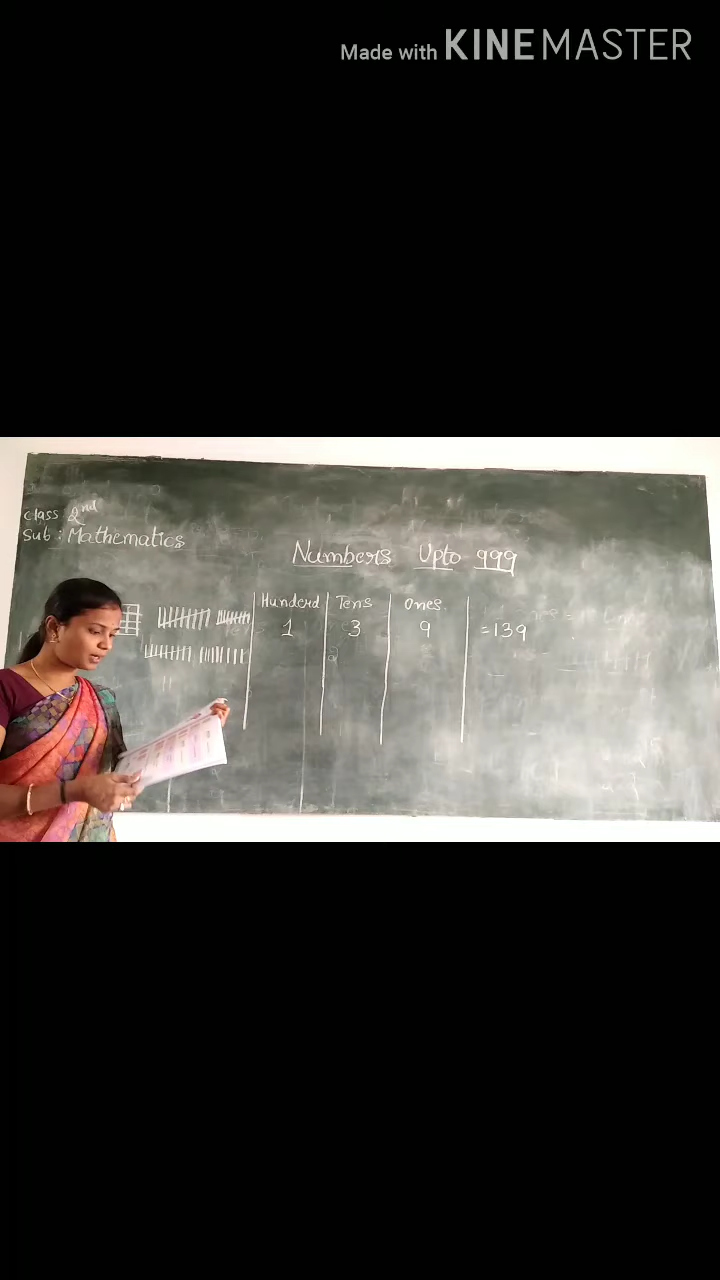 Made with KINEMASTER
Class 2nd
Sub : Mathematics
Numbers Upto 999
Hunderd Tens Ones.
1 3 9 =139